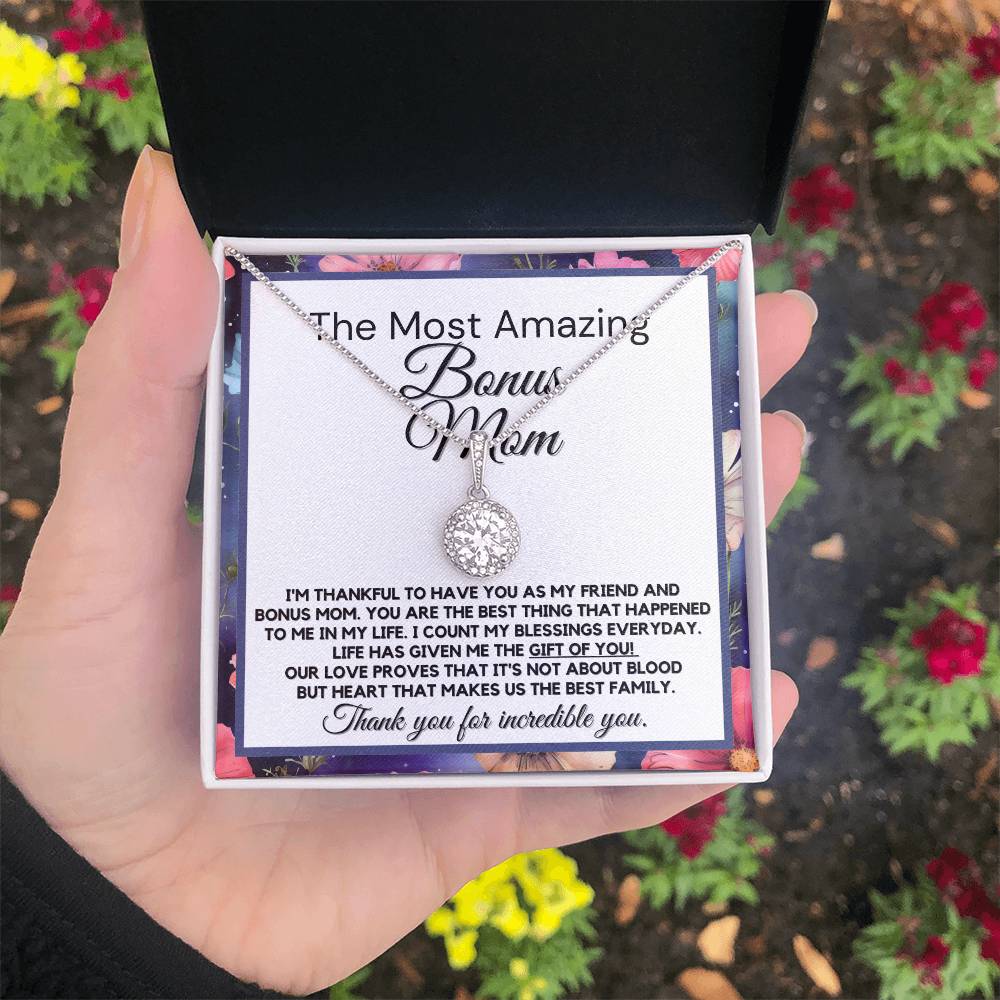 The Most Amazing
Bonus
Mom
I'M THANKFUL TO HAVE YOU AS MY FRIEND AND
BONUS MOM. YOU ARE THE BEST THING THAT HAPPENED
TO ME IN MY LIFE. I COUNT MY BLESSINGS EVERYDAY.
LIFE HAS GIVEN ME THE GIFT OF YOU!
OUR LOVE PROVES THAT IT'S NOT ABOUT BLOOD
BUT HEART THAT MAKES US THE BEST FAMILY.
Thank you for incredible you.